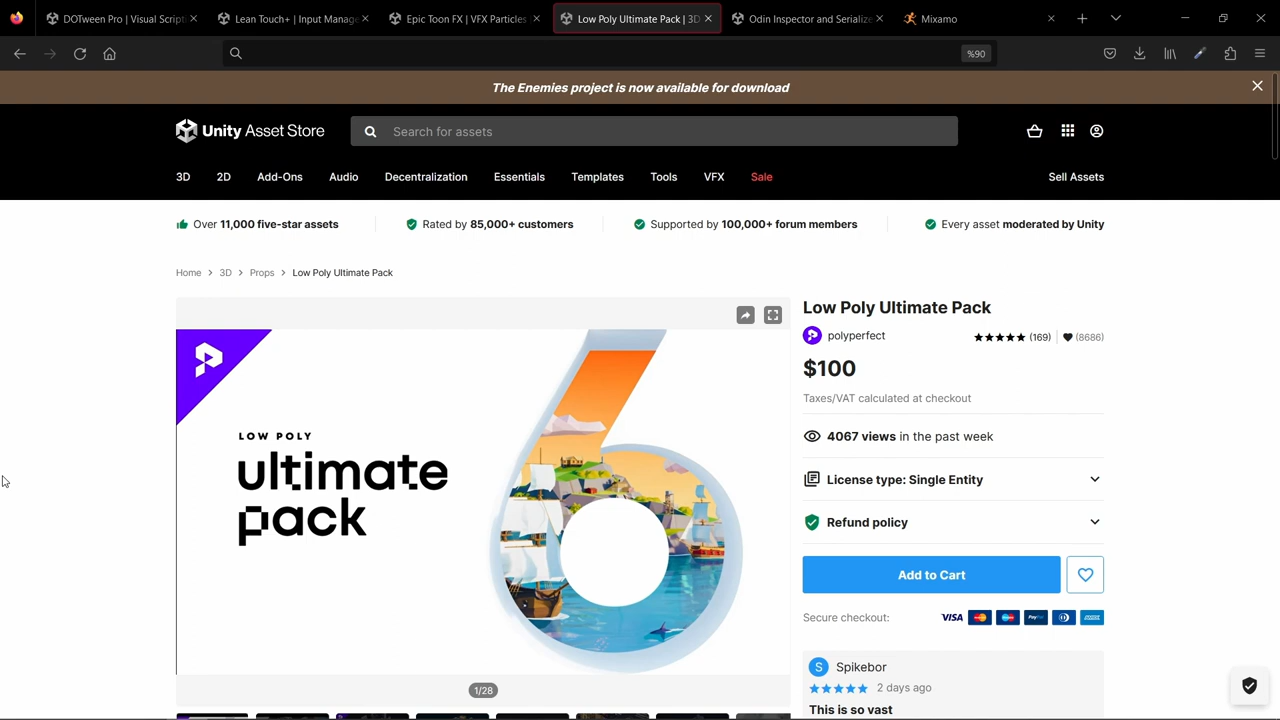 DOTween Pro | Visual Scripti
Lean Touch+ | Input Manage
Epic Toon FX | VFX Particles
Low Poly Ultimate Pack | 3D
Odin Inspector and Serialize
Mixamo
%90
The Enemies project is now available for download
Unity Asset Store
Search for assets
3D 2D Add-Ons Audio Decentralization Essentials Templates Tools VFX Sale Sell Assets
Over 11,000 five-star assets
Rated by 85,000+ customers
Supported by 100,000+ forum members
Every asset moderated by Unity
Home > 3D > Props > Low Poly Ultimate Pack
LOW POLY
ultimate
pack
1/28
Low Poly Ultimate Pack
polyperfect
(169)
(8686)
$100
Taxes/VAT calculated at checkout
4067 views in the past week
License type: Single Entity
Refund policy
Add to Cart
Secure checkout:
VISA
PayPal
S
Spikebor
2 days ago
This is so vast